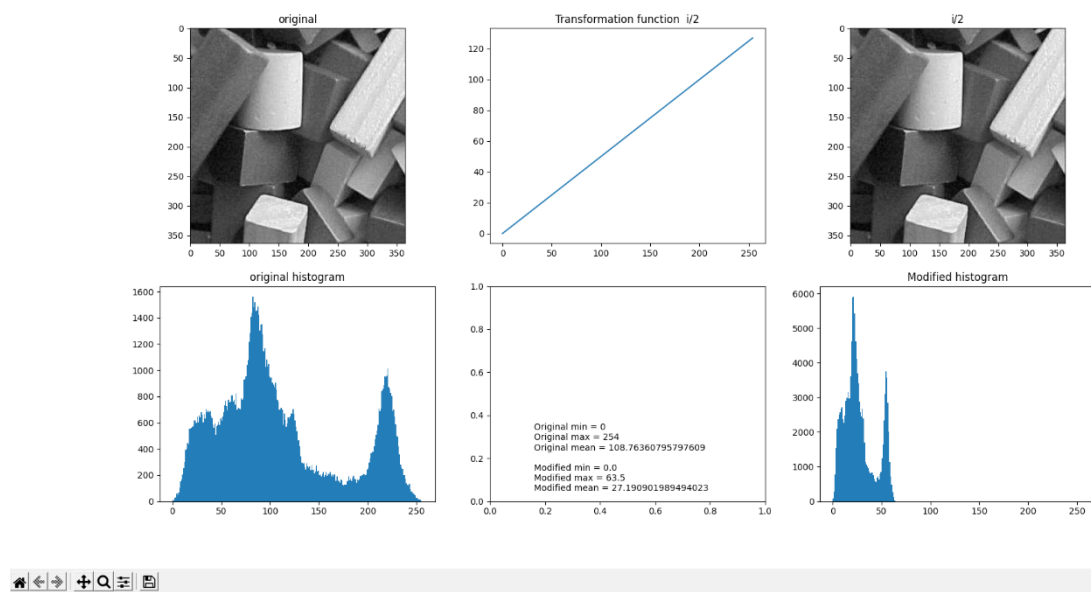 original
0
50
100
150
200
250
300
350
0 50 100 150 200 250 300 350
Transformation function i/2
120
100
80
60
40
20
0
0 50 100 150 200 250
i/2
0
50
100
150
200
250
300
350
0 50 100 150 200 250 300 350
original histogram
1600
1400
1200
1000
800
600
400
200
0
0 50 100 150 200 250
1.0
0.8
0.6
0.4
0.2
0.0
Original min = 0
Original max = 254
Original mean = 108.76360795797609
Modified min = 0.0
Modified max = 63.5
Modified mean = 27.190901989494023
0.0 0.2 0.4 0.6 0.8 1.0
Modified histogram
6000
5000
4000
3000
2000
1000
0
0 50 100 150 200 250